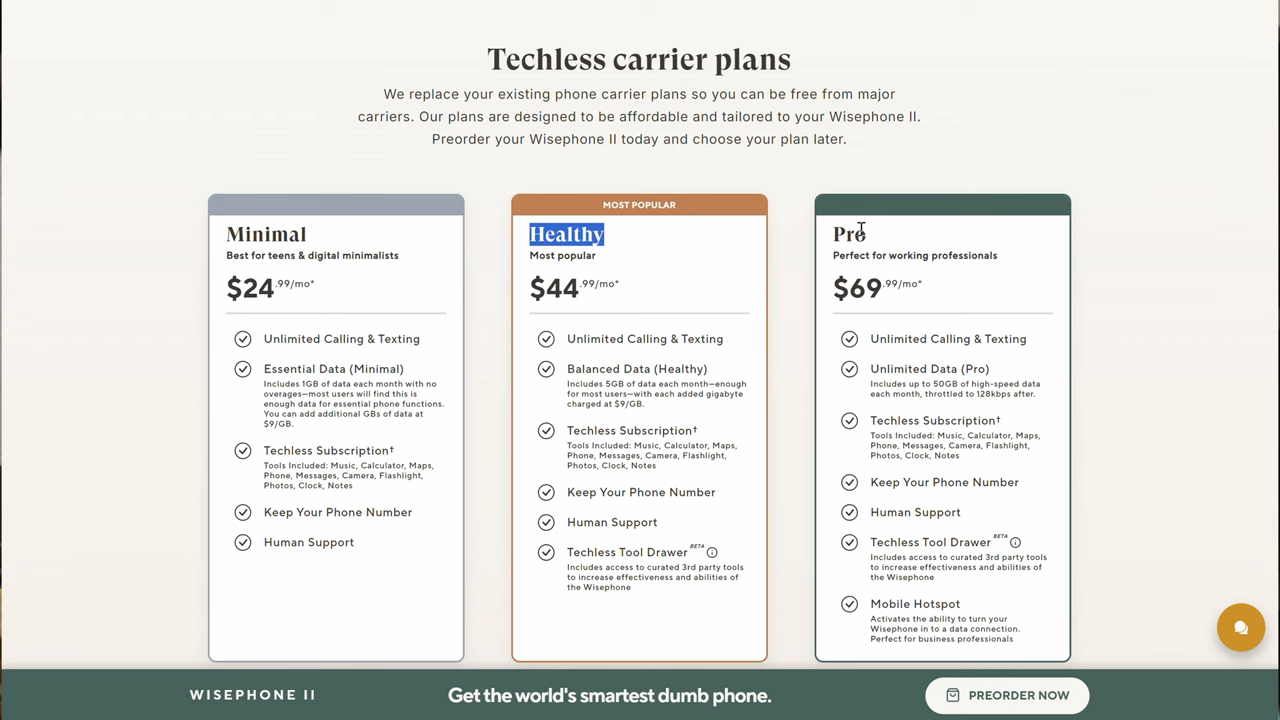 Techless carrier plans
We replace your existing phone carrier plans so you can be free from major
carriers. Our plans are designed to be affordable and tailored to your Wisephone II.
Preorder your Wisephone II today and choose your plan later.
Minimal
Best for teens & digital minimalists
$24.99/mo*
Unlimited Calling & Texting
Essential Data (Minimal)
Includes 1GB of data each month with no
overages—most users will find this is
enough data for essential phone functions.
You can add additional GBs of data at
$9/GB.
Techless Subscription†
Tools Included: Music, Calculator, Maps,
Phone, Messages, Camera, Flashlight,
Photos, Clock, Notes
Keep Your Phone Number
Human Support
MOST POPULAR
Healthy
Most popular
$44.99/mo*
Unlimited Calling & Texting
Balanced Data (Healthy)
Includes 5GB of data each month—enough
for most users—with each added gigabyte
charged at $9/GB.
Techless Subscription†
Tools Included: Music, Calculator, Maps,
Phone, Messages, Camera, Flashlight,
Photos, Clock, Notes
Keep Your Phone Number
Human Support
Techless Tool Drawer BETA
Includes access to curated 3rd party tools
to increase effectiveness and abilities of
the Wisephone
Pro
Perfect for working professionals
$69.99/mo*
Unlimited Calling & Texting
Unlimited Data (Pro)
Includes up to 50GB of high-speed data
each month, throttled to 128kbps after.
Techless Subscription†
Tools Included: Music, Calculator, Maps,
Phone, Messages, Camera, Flashlight,
Photos, Clock, Notes
Keep Your Phone Number
Human Support
Techless Tool Drawer BETA
Includes access to curated 3rd party tools
to increase effectiveness and abilities of
the Wisephone
Mobile Hotspot
Activates the ability to turn your
Wisephone in to a data connection.
Perfect for business professionals
WISEPHONE II
Get the world's smartest dumb phone.
PREORDER NOW